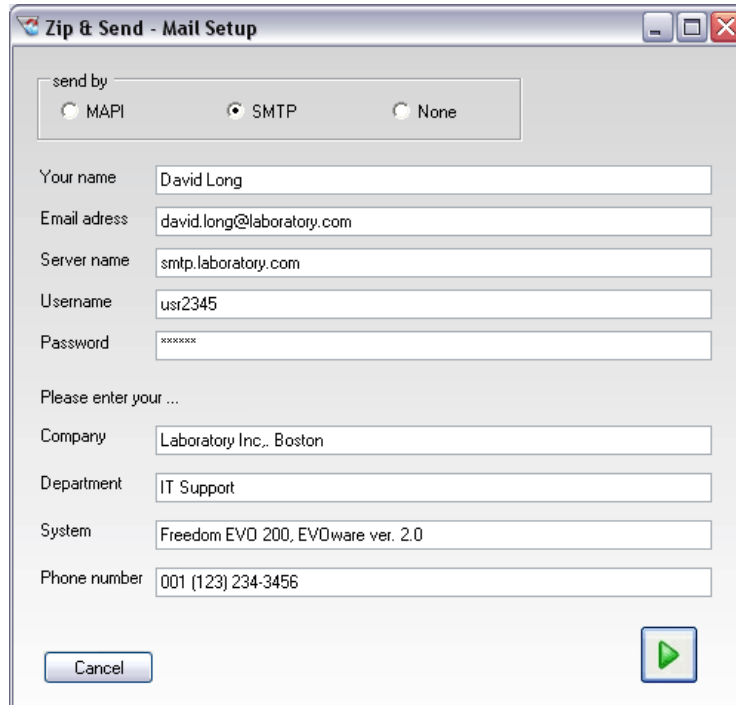 Zip & Send - Mail Setup
send by
MAPI SMTP None
Your name David Long
Email adress david.long@laboratory.com
Server name smtp.laboratory.com
Username usr2345
Password ******
Please enter your ...
Company Laboratory Inc,. Boston
Department IT Support
System Freedom EVO 200, EVOware ver. 2.0
Phone number 001 (123) 234-3456
Cancel